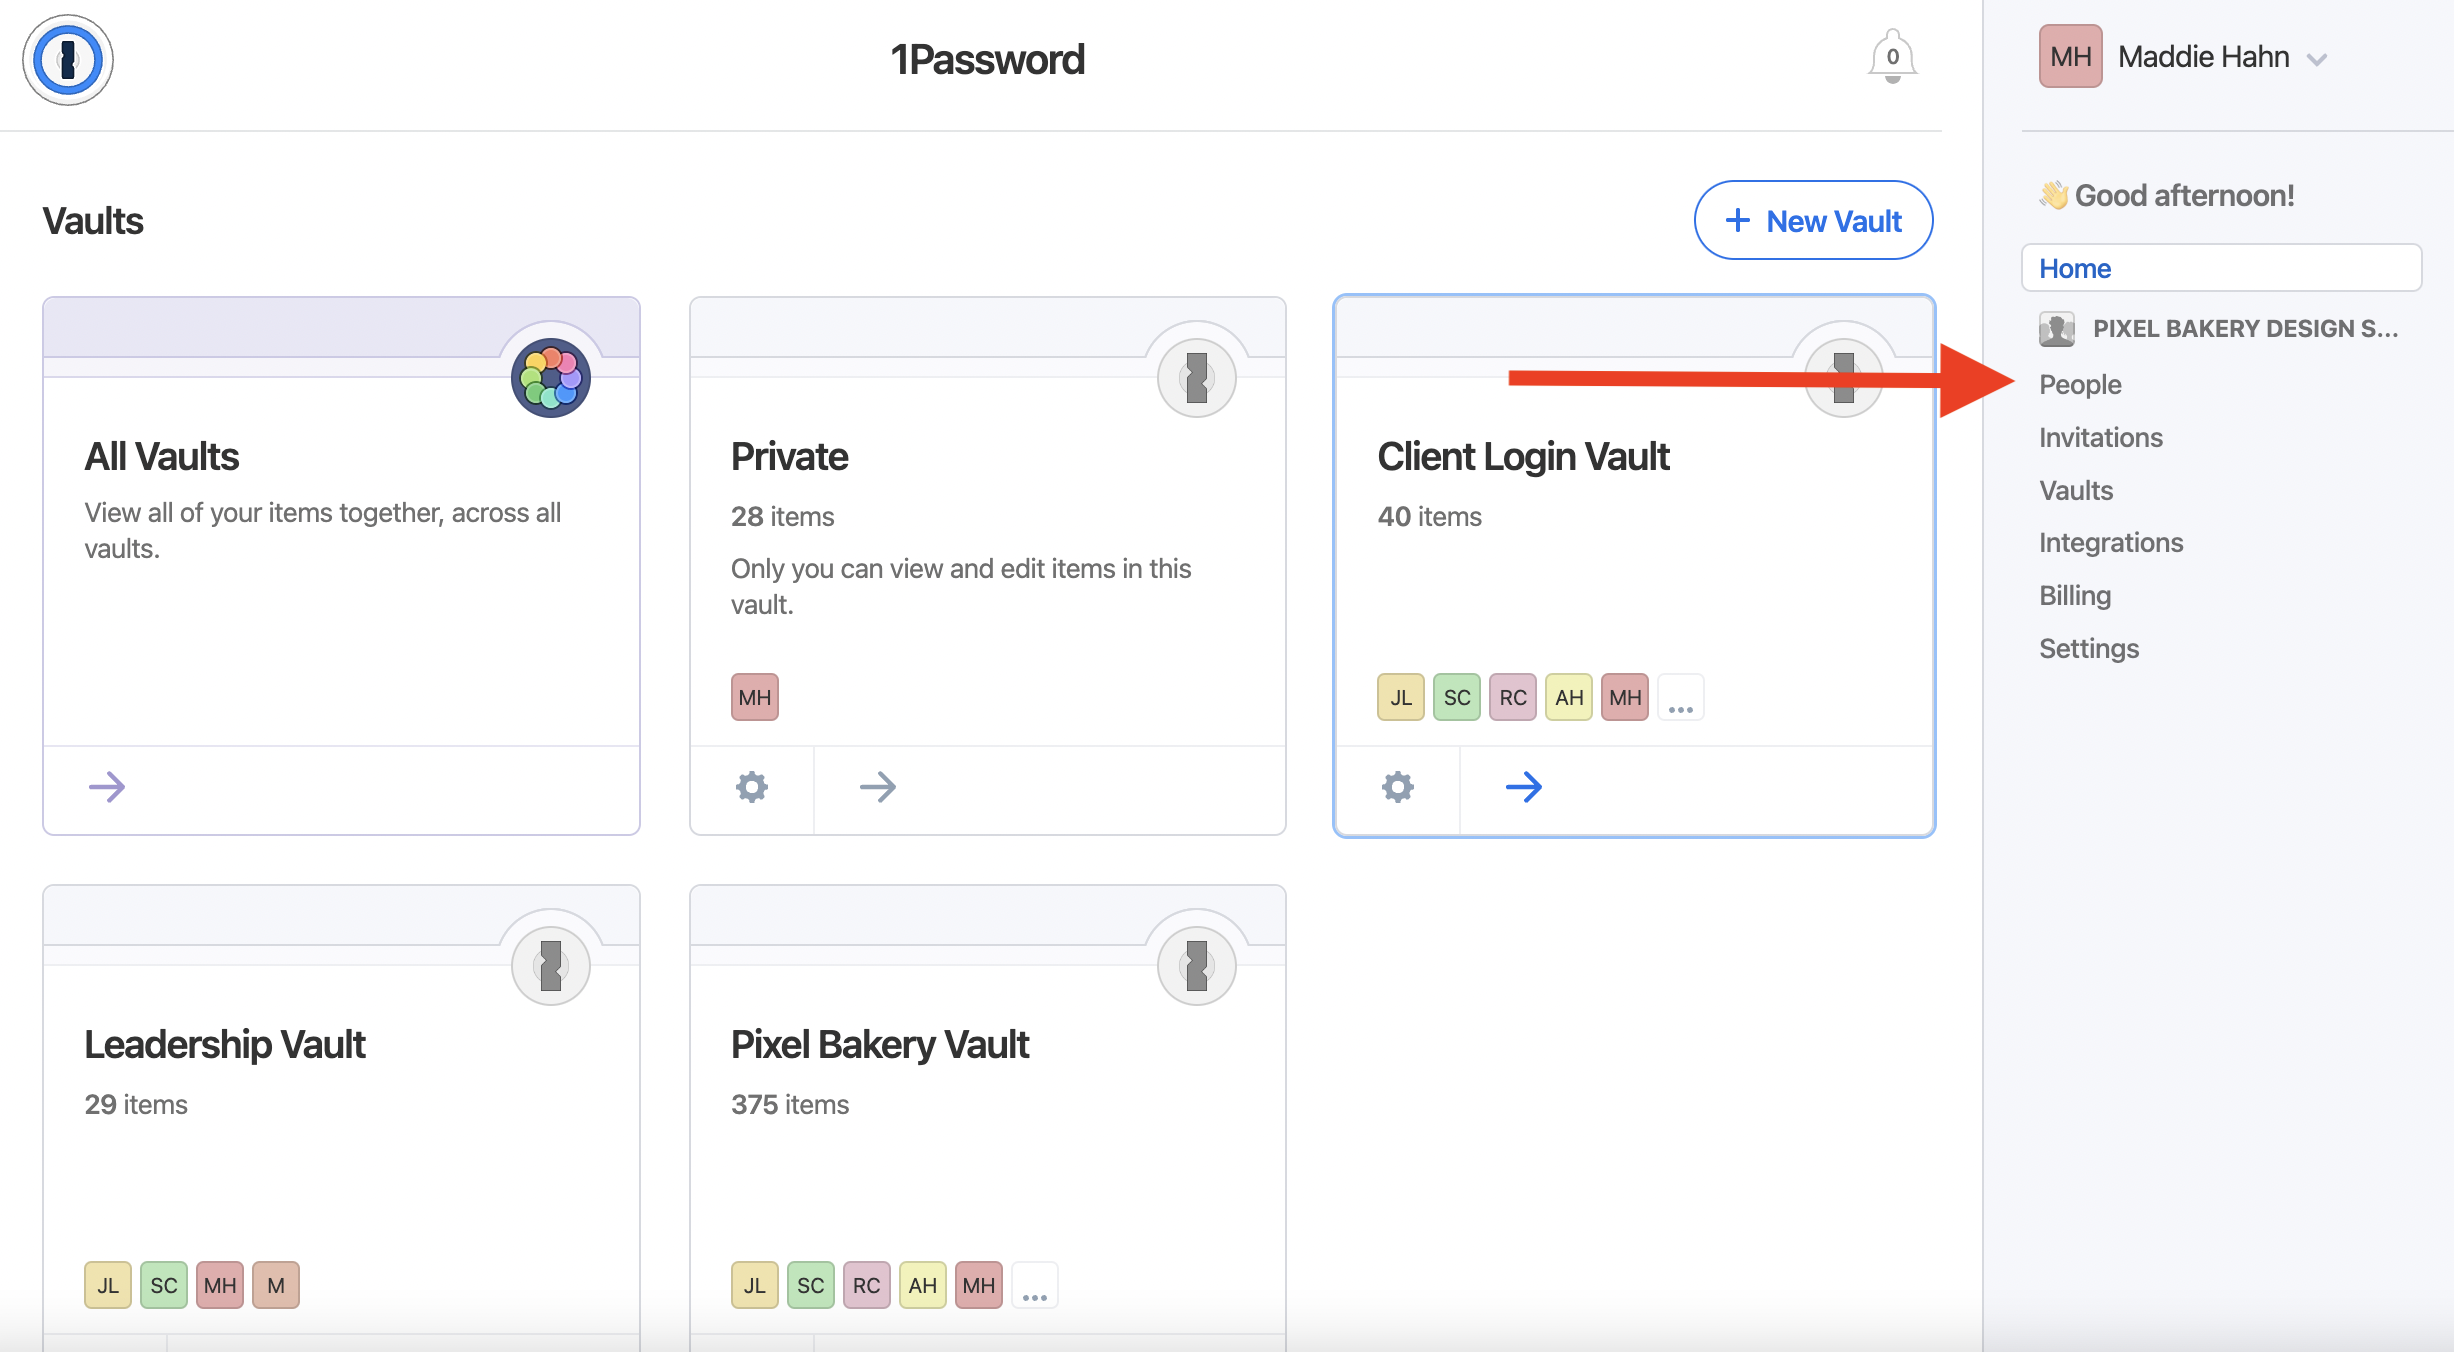 1Password
0
MH Maddie Hahn
Vaults
+ New Vault
👋 Good afternoon!
Home
PIXEL BAKERY DESIGN S...
People
Invitations
Vaults
Integrations
Billing
Settings
All Vaults
View all of your items together, across all
vaults.
Private
28 items
Only you can view and edit items in this
vault.
MH
Client Login Vault
40 items
JL SC RC AH MH ...
Leadership Vault
29 items
JL SC MH M
Pixel Bakery Vault
375 items
JL SC RC AH MH ...